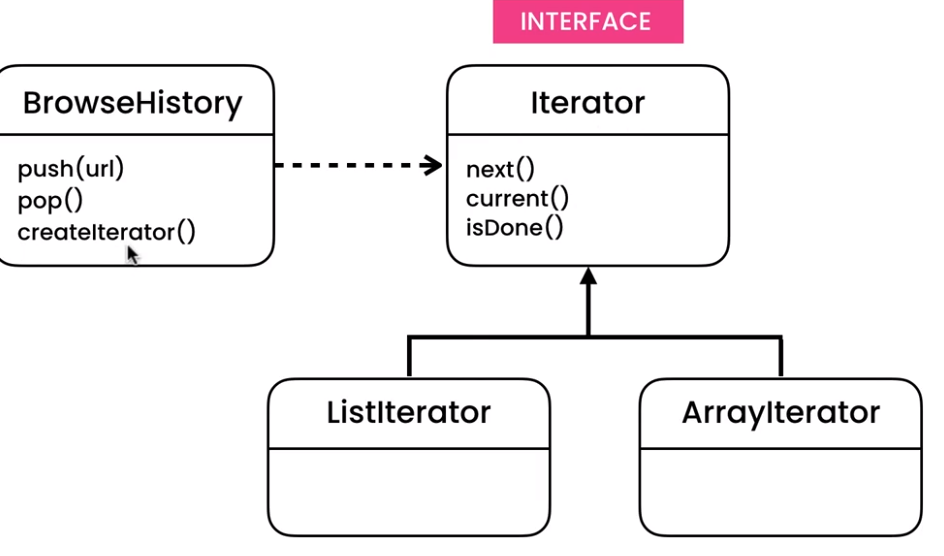 INTERFACE
BrowseHistory
push(url)
pop()
createIterator()
Iterator
next()
current()
isDone()
ListIterator
ArrayIterator